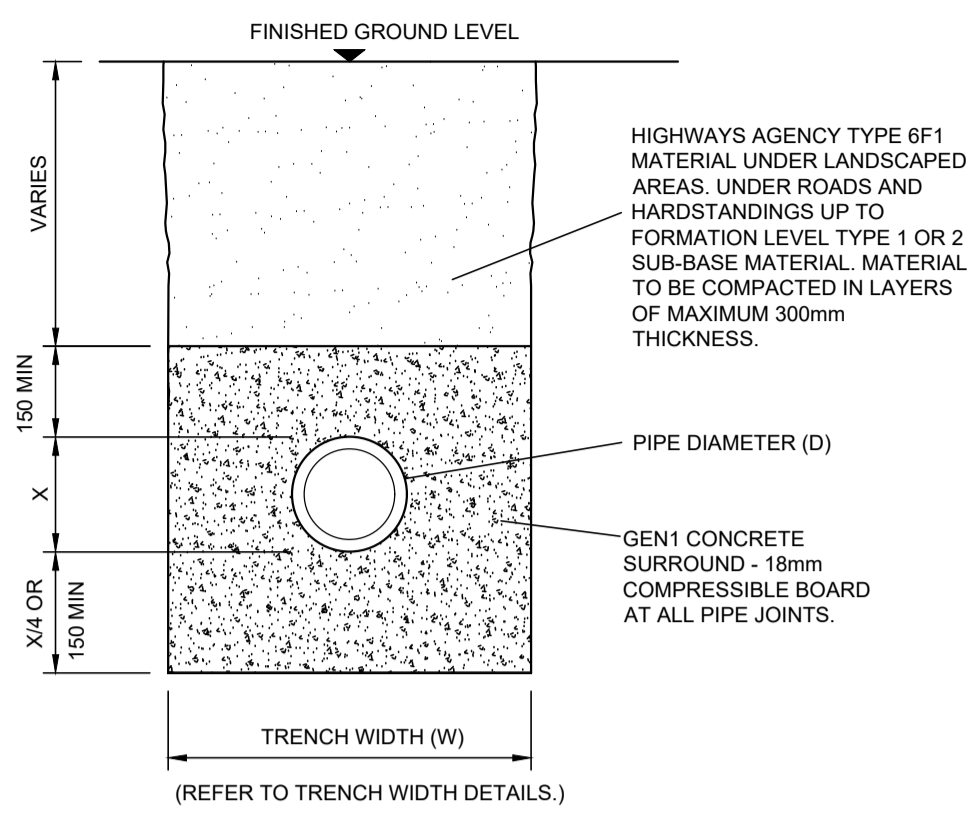 FINISHED GROUND LEVEL
VARIES
HIGHWAYS AGENCY TYPE 6F1
MATERIAL UNDER LANDSCAPED
AREAS. UNDER ROADS AND
HARDSTANDINGS UP TO
FORMATION LEVEL TYPE 1 OR 2
SUB-BASE MATERIAL. MATERIAL
TO BE COMPACTED IN LAYERS
OF MAXIMUM 300mm
THICKNESS.
150 MIN
X
PIPE DIAMETER (D)
X/4 OR
150 MIN
GEN1 CONCRETE
SURROUND - 18mm
COMPRESSIBLE BOARD
AT ALL PIPE JOINTS.
TRENCH WIDTH (W)
(REFER TO TRENCH WIDTH DETAILS.)